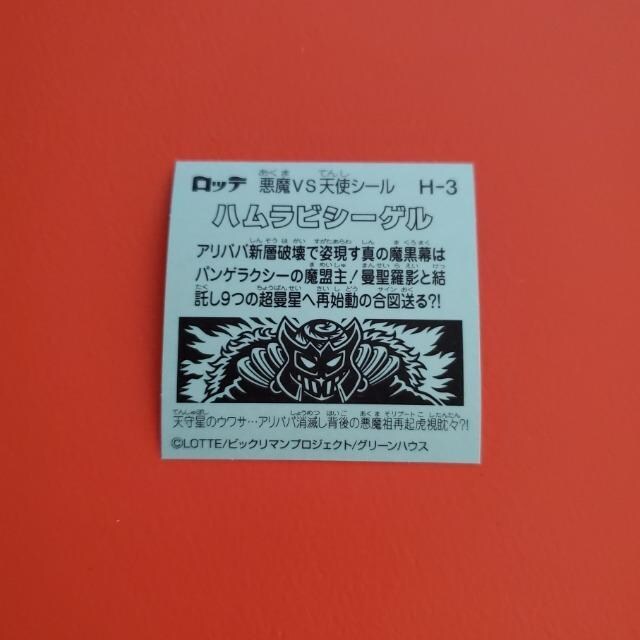 ロッテ 悪魔VS天使シール H-3
ハムラビシーゲル
アリババ新層破壊で姿現す真の魔黒幕は
バンゲラクシーの魔盟主!曼聖羅影と結
託し9つの超曼星へ再始動の合図送る?!
天守星のウワサ…アリババ消滅し背後の悪魔祖再起虎視眈々?!
©LOTTE/ビックリマンプロジェクト/グリーンハウス